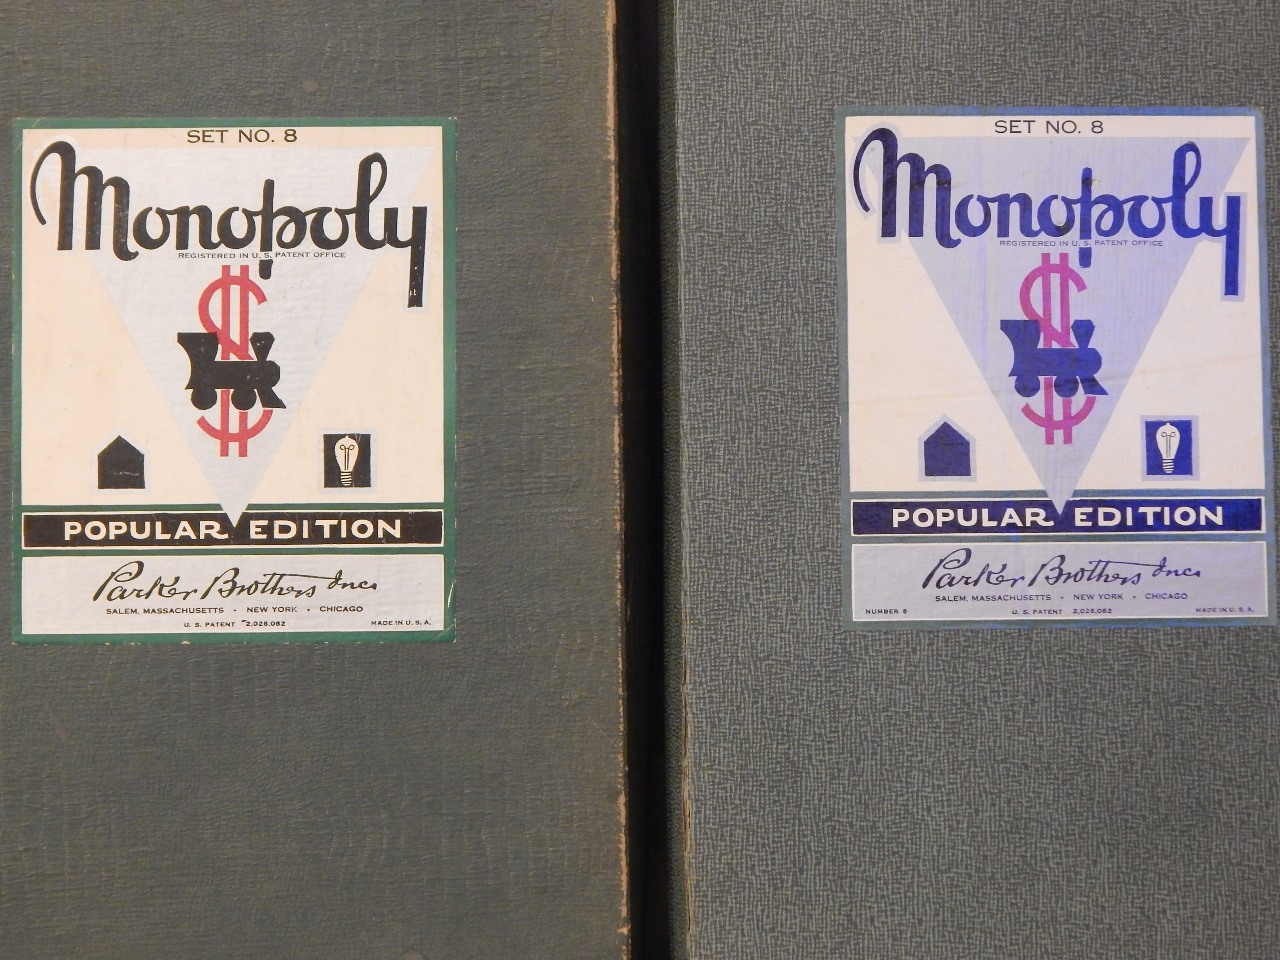 SET NO. 8
Monopoly
REGISTERED IN U. S. PATENT OFFICE
POPULAR EDITION
Parker Brothers Inc.
SALEM, MASSACHUSETTS • NEW YORK • CHICAGO
U. S. PATENT 2,026,082 MADE IN U. S. A.
SET NO. 8
Monopoly
REGISTERED IN U. S. PATENT OFFICE
POPULAR EDITION
Parker Brothers Inc.
SALEM, MASSACHUSETTS • NEW YORK • CHICAGO
NUMBER 8 U. S. PATENT 2,026,082 MADE IN U. S. A.